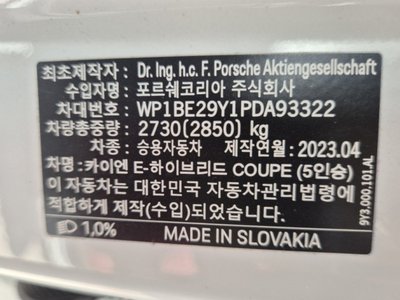 최초제작자 : Dr. Ing. h.c. F. Porsche Aktiengesellschaft
수입자명 : 포르쉐코리아 주식회사
차대번호 : WP1BE29Y1PDA93322
차량총중량 : 2730(2850) kg
차종 : 승용자동차 제작연월 : 2023.04
차명 : 카이엔 E-하이브리드 COUPE (5인승)
이 자동차는 대한민국 자동차관리법령에
적합하게 제작(수입)되었습니다.
1,0% MADE IN SLOVAKIA
9Y3.000.101.AL